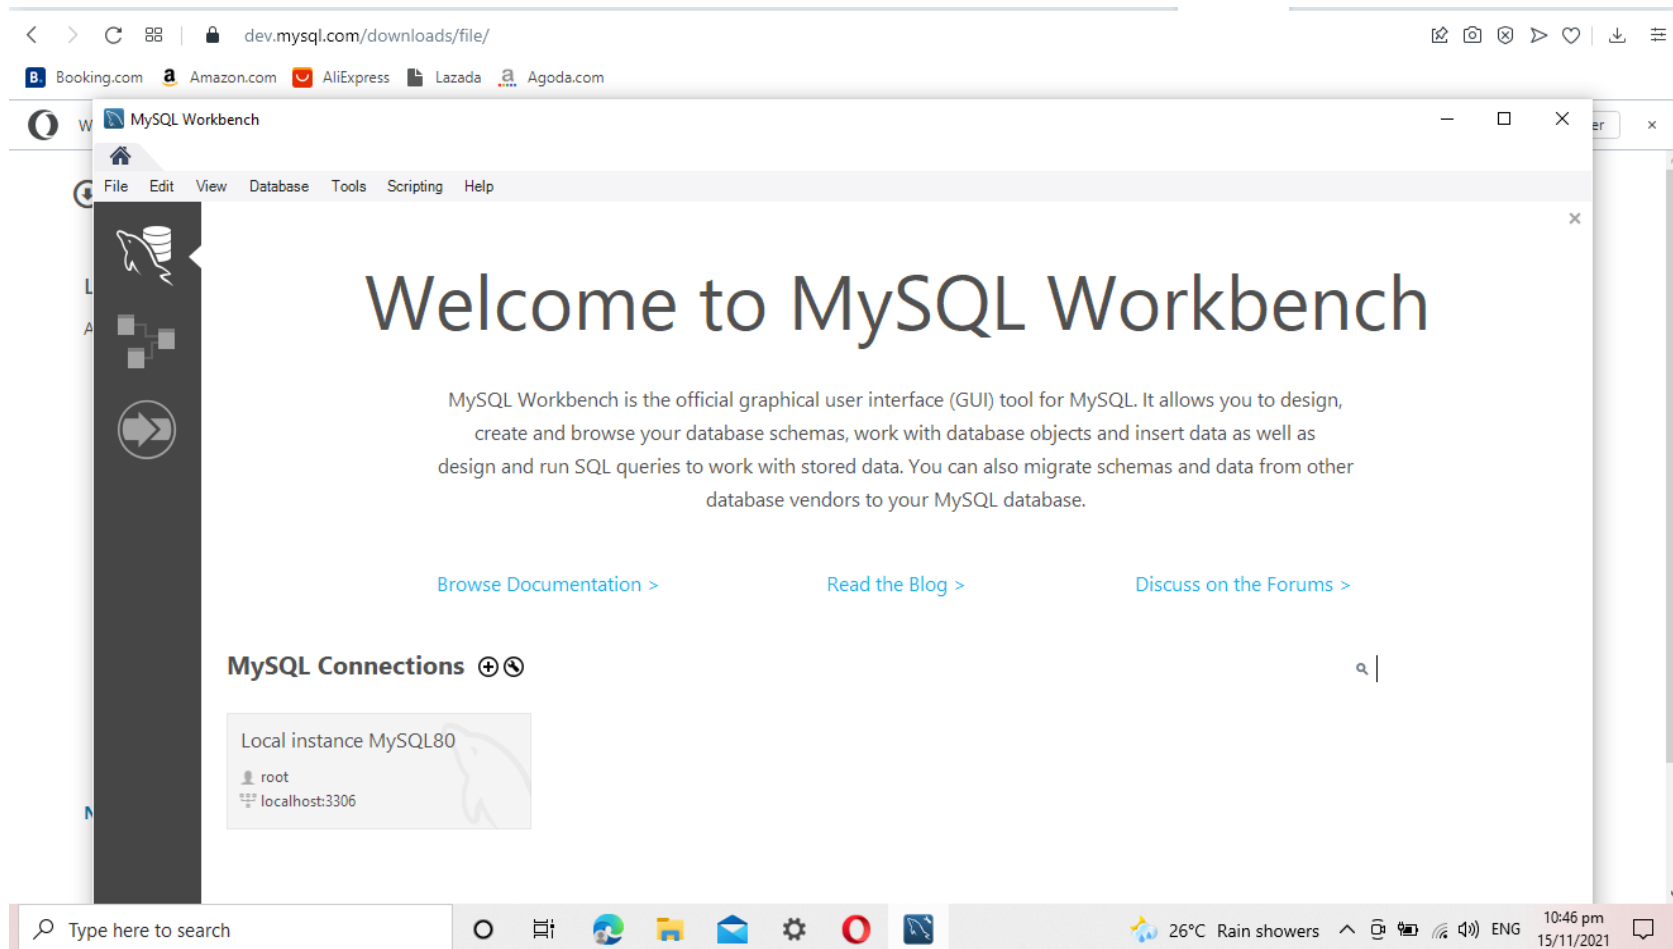 dev.mysql.com/downloads/file/
Booking.com Amazon.com AliExpress Lazada Agoda.com
MySQL Workbench
File Edit View Database Tools Scripting Help
Welcome to MySQL Workbench
MySQL Workbench is the official graphical user interface (GUI) tool for MySQL. It allows you to design,
create and browse your database schemas, work with database objects and insert data as well as
design and run SQL queries to work with stored data. You can also migrate schemas and data from other
database vendors to your MySQL database.
Browse Documentation > Read the Blog > Discuss on the Forums >
MySQL Connections
Local instance MySQL80
root
localhost:3306
Type here to search
26°C Rain showers ENG
10:46 pm
15/11/2021